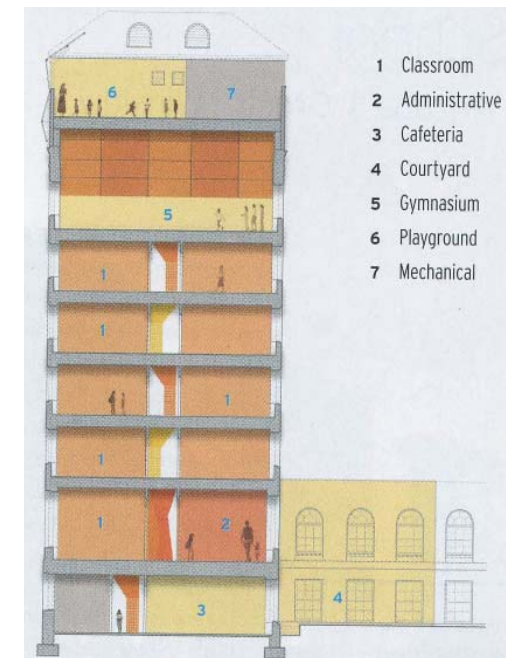 1 Classroom
2 Administrative
3 Cafeteria
4 Courtyard
5 Gymnasium
6 Playground
7 Mechanical
6 7
5
1
1
1
1
1 2
3 4